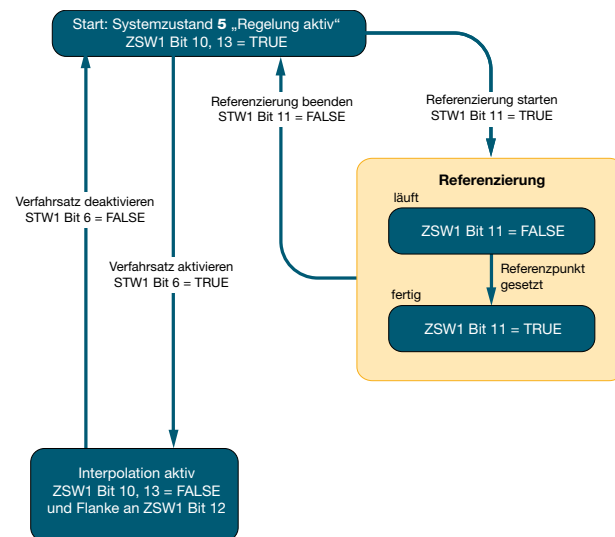 Start: Systemzustand 5 „Regelung aktiv“
ZSW1 Bit 10, 13 = TRUE
Referenzierung beenden
STW1 Bit 11 = FALSE
Referenzierung starten
STW1 Bit 11 = TRUE
Verfahrsatz deaktivieren
STW1 Bit 6 = FALSE
Verfahrsatz aktivieren
STW1 Bit 6 = TRUE
Referenzierung
läuft
ZSW1 Bit 11 = FALSE
Referenzpunkt
gesetzt
fertig
ZSW1 Bit 11 = TRUE
Interpolation aktiv
ZSW1 Bit 10, 13 = FALSE
und Flanke an ZSW1 Bit 12